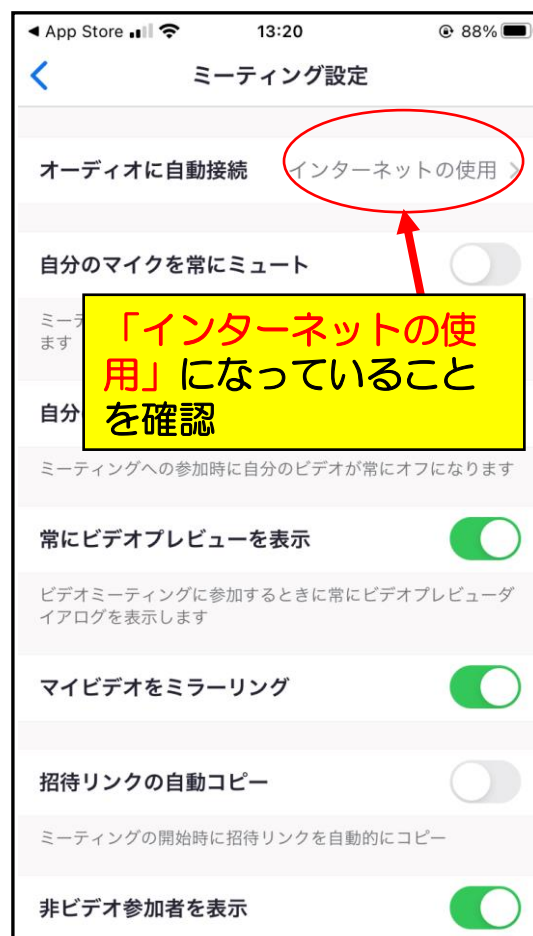 ◀ App Store 13:20 88%
ミーティング設定
オーディオに自動接続 インターネットの使用 >
自分のマイクを常にミュート
ミーテ
ます
「インターネットの使
用」になっていること
を確認
自分
ミーティングへの参加時に自分のビデオが常にオフになります
常にビデオプレビューを表示
ビデオミーティングに参加するときに常にビデオプレビューダ
イアログを表示します
マイビデオをミラーリング
招待リンクの自動コピー
ミーティングの開始時に招待リンクを自動的にコピー
非ビデオ参加者を表示